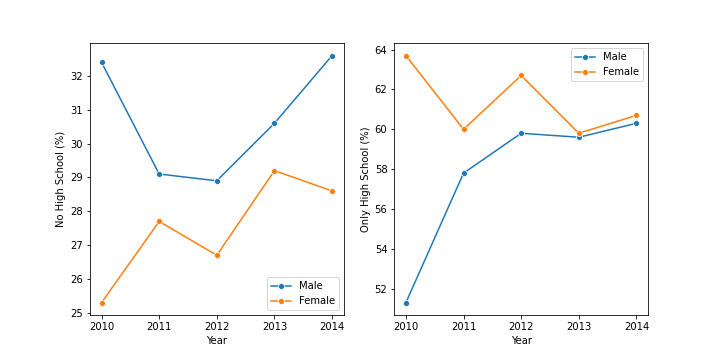 No High School (%)
32
31
30
29
28
27
26
25
2010 2011 2012 2013 2014
Year
Male
Female
Only High School (%)
64
62
60
58
56
54
52
2010 2011 2012 2013 2014
Year
Male
Female